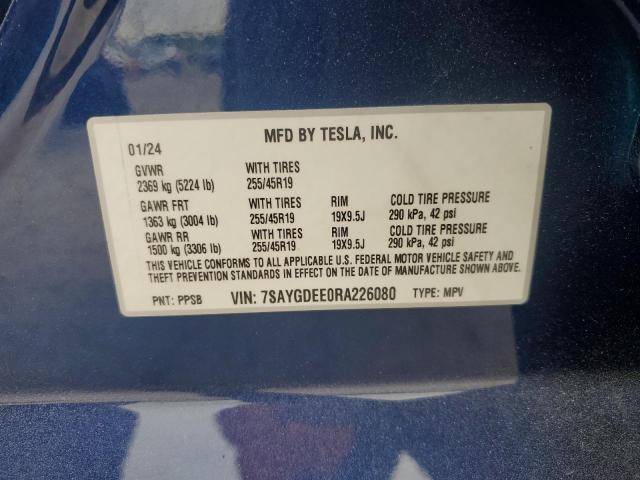 MFD BY TESLA, INC.
01/24
GVWR WITH TIRES
2369 kg (5224 lb) 255/45R19
GAWR FRT WITH TIRES RIM COLD TIRE PRESSURE
1363 kg (3004 lb) 255/45R19 19X9.5J 290 kPa, 42 psi
GAWR RR WITH TIRES RIM COLD TIRE PRESSURE
1500 kg (3306 lb) 255/45R19 19X9.5J 290 kPa, 42 psi
THIS VEHICLE CONFORMS TO ALL APPLICABLE U.S. FEDERAL MOTOR VEHICLE SAFETY AND
THEFT PREVENTION STANDARDS IN EFFECT ON THE DATE OF MANUFACTURE SHOWN ABOVE.
PNT: PPSB VIN: 7SAYGDEE0RA226080 TYPE: MPV